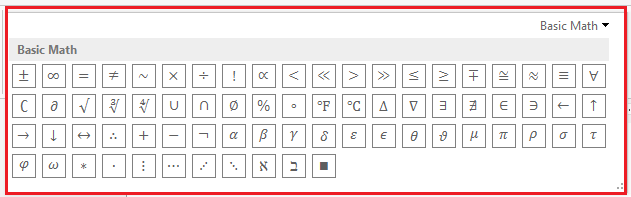 Basic Math
Basic Math
± ∞ = ≠ ~ × ÷ ! ∝ < ≪ > ≫ ≤ ≥ ∓ ≅ ≈ ≡ ∀
∁ ∂ √ ∛ ∜ ∪ ∩ ∅ % ° °F °C ∆ ∇ ∃ ∄ ∈ ∋ ← ↑
→ ↓ ↔ ∴ + − ¬ α β γ δ ε ϵ θ ϑ μ π ρ σ τ
φ ω * ∙ ⋮ ⋯ ⋰ ⋱ ℵ ℶ ∎